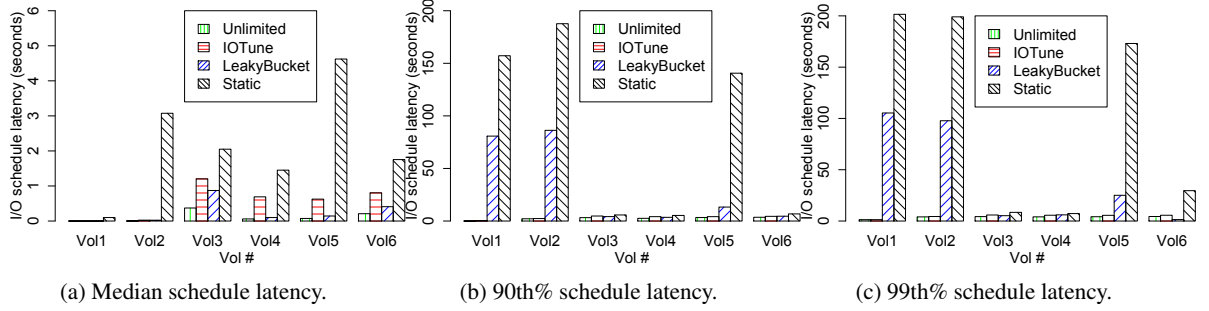 I/O schedule latency (seconds)
0 1 2 3 4 5 6
Unlimited
IOTune
LeakyBucket
Static
Vol1 Vol2 Vol3 Vol4 Vol5 Vol6
Vol #
(a) Median schedule latency.
I/O schedule latency (seconds)
0 50 100 150 200
Unlimited
IOTune
LeakyBucket
Static
Vol1 Vol2 Vol3 Vol4 Vol5 Vol6
Vol #
(b) 90th% schedule latency.
I/O schedule latency (seconds)
0 50 100 150 200
Unlimited
IOTune
LeakyBucket
Static
Vol1 Vol2 Vol3 Vol4 Vol5 Vol6
Vol #
(c) 99th% schedule latency.